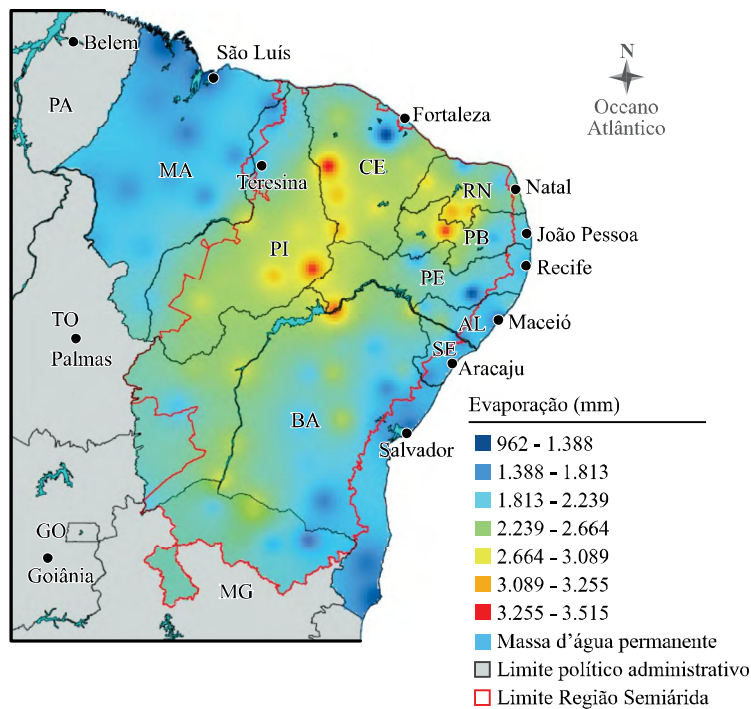 Belem
São Luís
N
Occano
Atlântico
PA
Fortaleza
MA
CE
Teresina
RN
Natal
PB
João Pessoa
PI
Recife
PE
TO
AL
Maceió
Palmas
SE
Aracaju
Evaporação (mm)
BA
Salvador
962 - 1.388
1.388 - 1.813
1.813 - 2.239
GO
2.239 - 2.664
2.664 - 3.089
Goiânia
MG
3.089 - 3.255
3.255 - 3.515
Massa d'água permanente
Limite político administrativo
Limite Região Semiárida